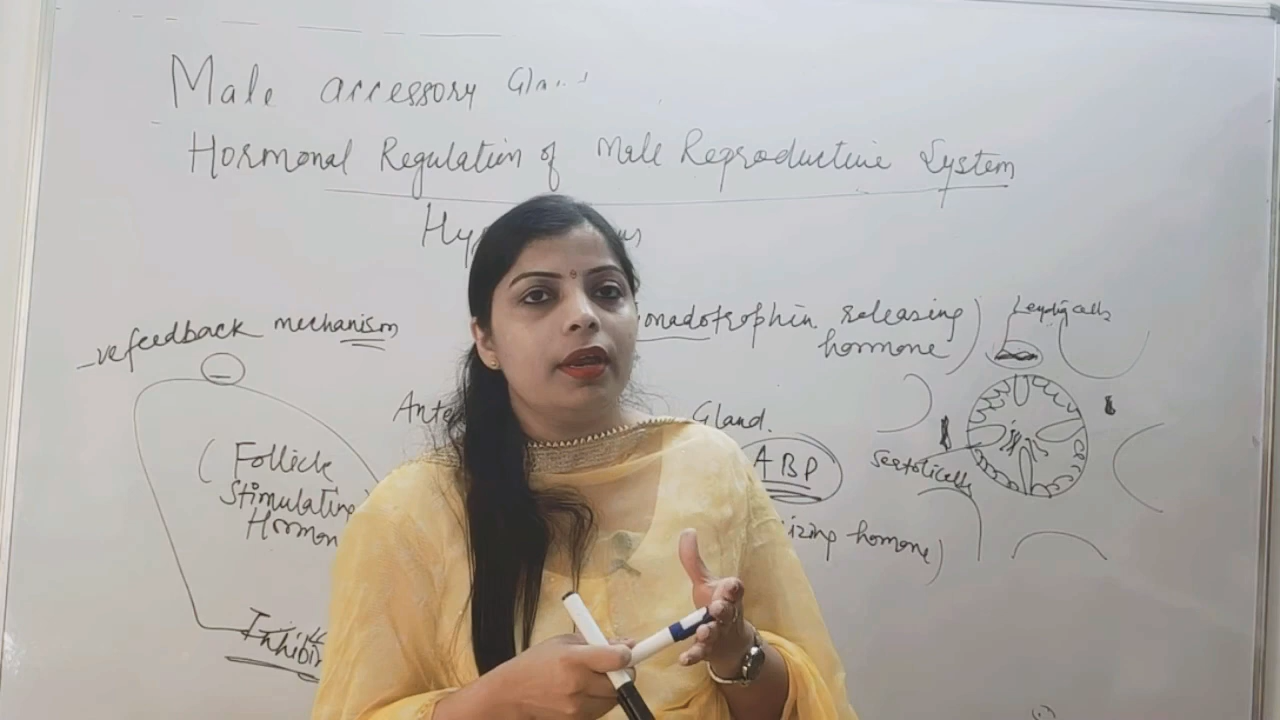 Male accessory
Hormonal Regulation of Male Reproductive System
Leydig cells
onadotrophin releasing
hormone)
-ve feedback mechanism
Gland.
(Follicle
Stimulating
Hormon
ABP
Sertoli cells
izing hormone)